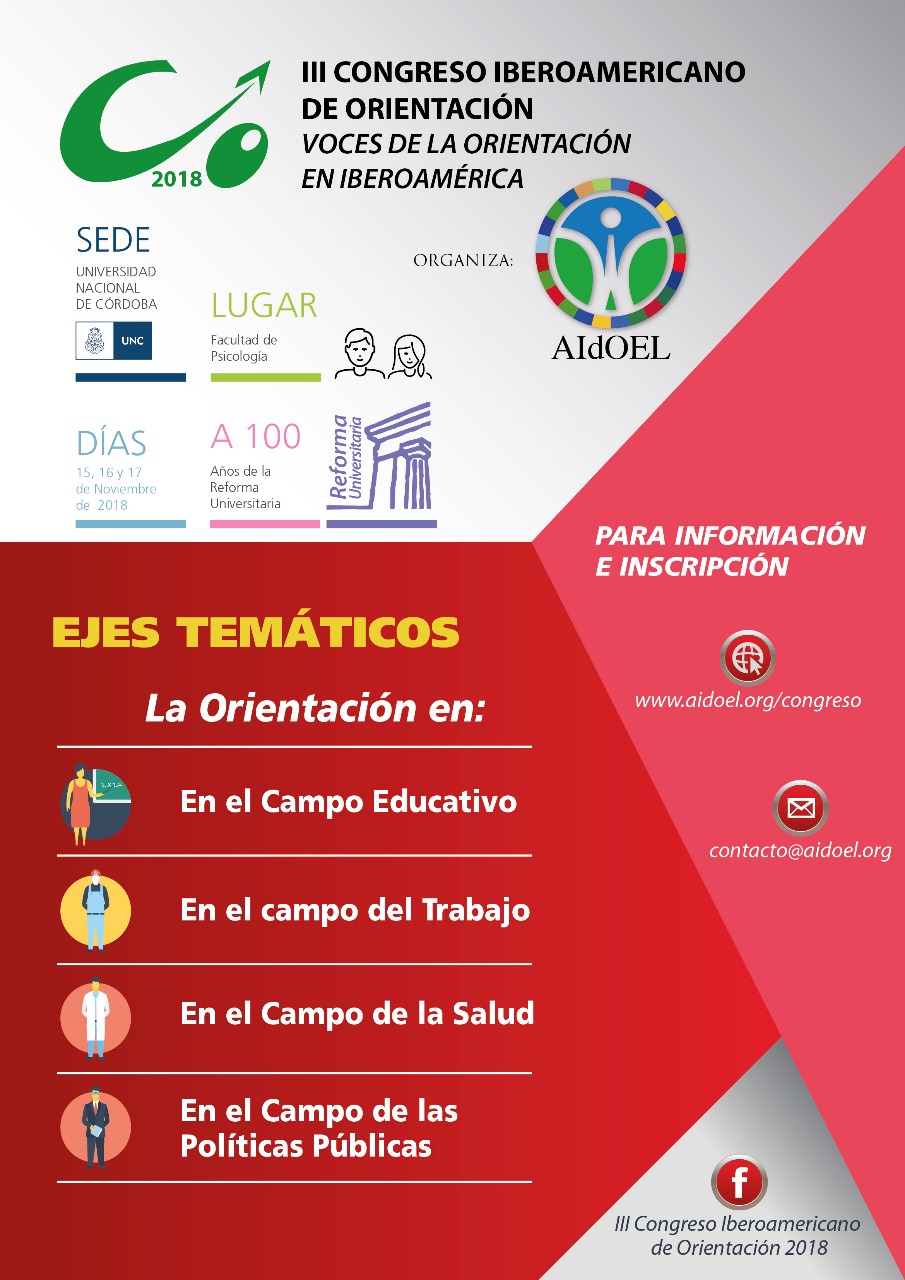 III CONGRESO IBEROAMERICANO
DE ORIENTACIÓN
VOCES DE LA ORIENTACIÓN
EN IBEROAMÉRICA
2018
SEDE
UNIVERSIDAD
NACIONAL
DE CÓRDOBA
UNC
LUGAR
Facultad de
Psicología
ORGANIZA:
AIdOEL
DÍAS
15, 16 y 17
de Noviembre
de 2018
A 100
Años de la
Reforma
Universitaria
Reforma
Universitaria
PARA INFORMACIÓN
E INSCRIPCIÓN
www.aidoel.org/congreso
contacto@aidoel.org
EJES TEMÁTICOS
La Orientación en:
En el Campo Educativo
En el campo del Trabajo
En el Campo de la Salud
En el Campo de las
Políticas Públicas
f
III Congreso Iberoamericano
de Orientación 2018